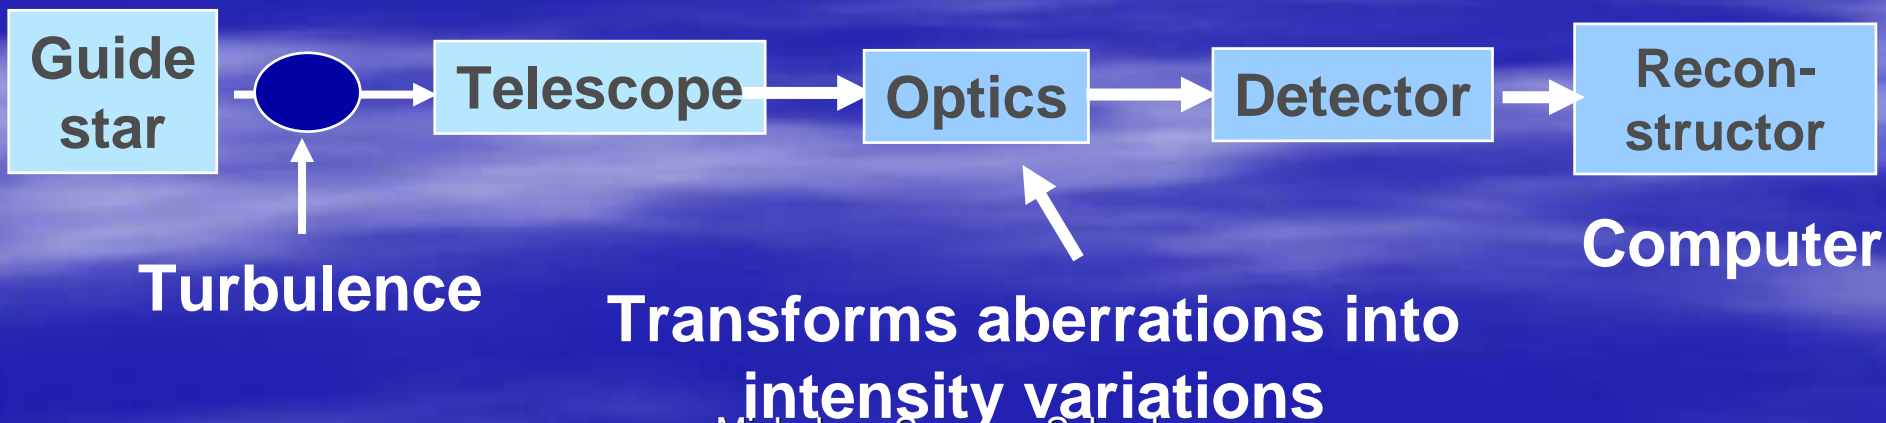 Guide
star
Telescope
Optics
Detector
Recon-
structor
Turbulence
Computer
Transforms aberrations into
intensity variations